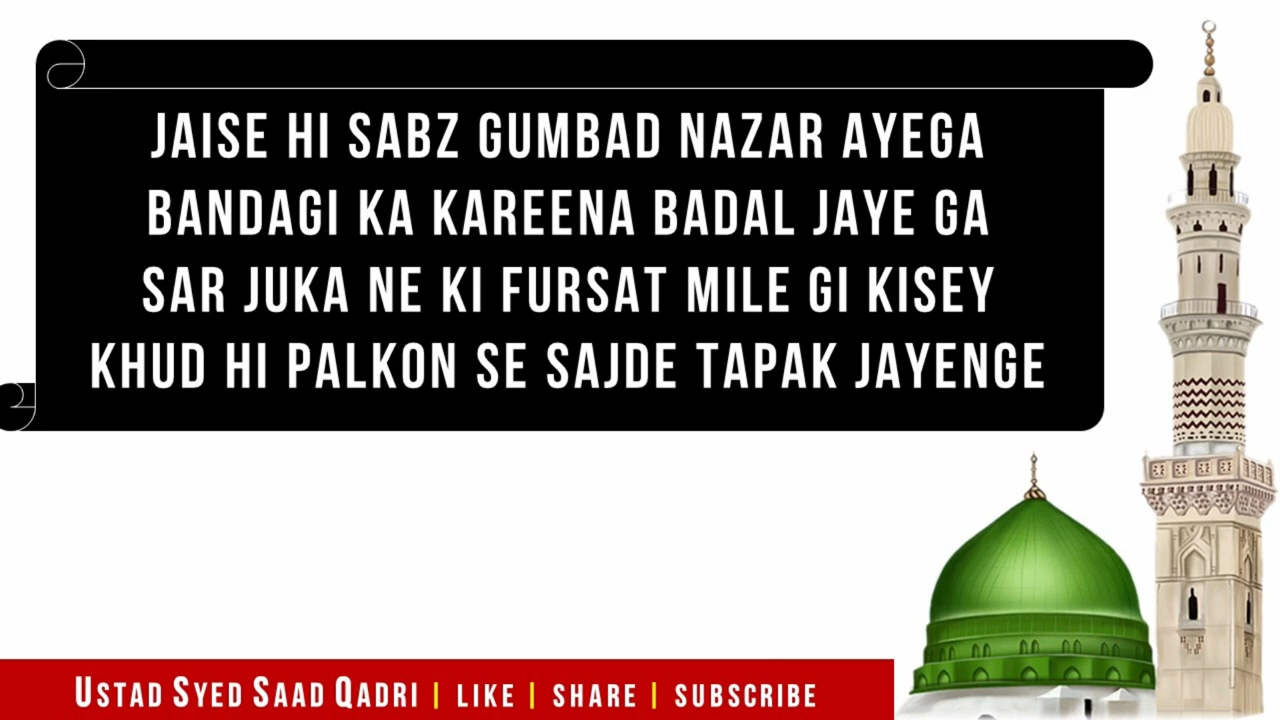 JAISE HI SABZ GUMBAD NAZAR AYEGA
BANDAGI KA KAREENA BADAL JAYE GA
SAR JUKA NE KI FURSAT MILE GI KISEY
KHUD HI PALKON SE SAJDE TAPAK JAYENGE
USTAD SYED SAAD QADRI | LIKE | SHARE | SUBSCRIBE